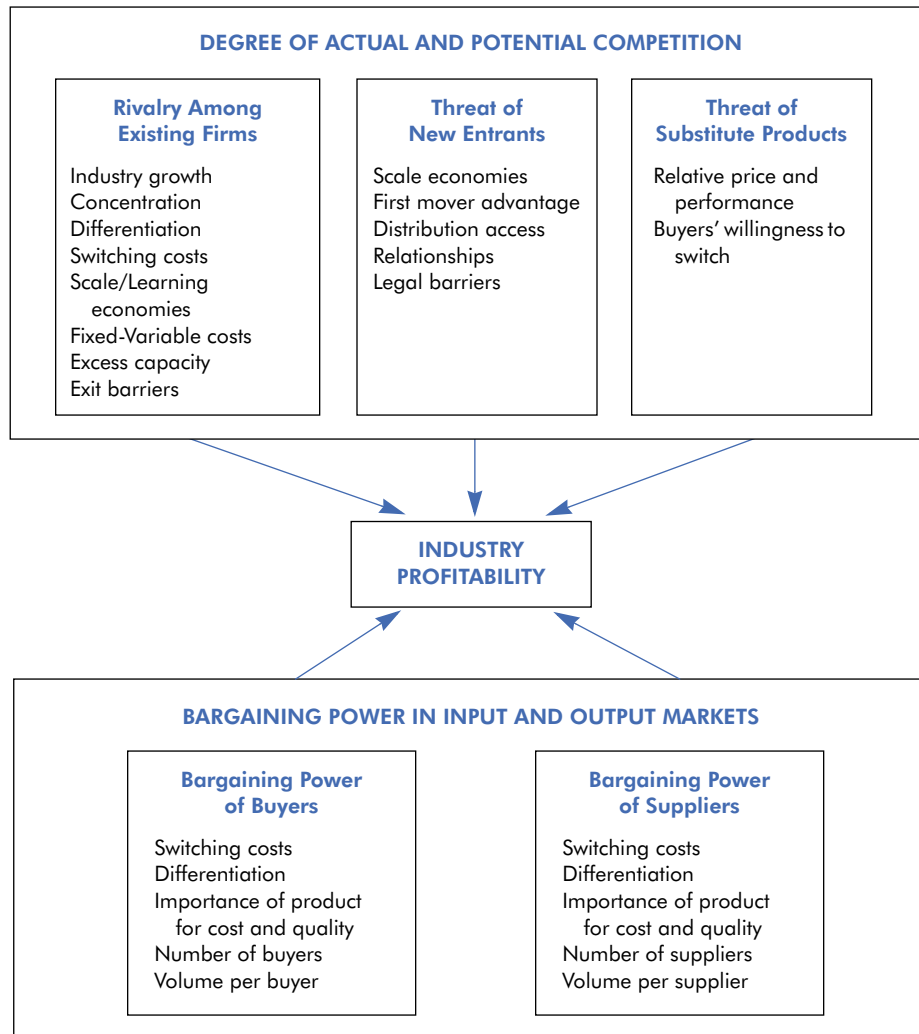 DEGREE OF ACTUAL AND POTENTIAL COMPETITION
Rivalry Among
Existing Firms
Industry growth
Concentration
Differentiation
Switching costs
Scale/Learning
economies
Fixed-Variable costs
Excess capacity
Exit barriers
Threat of
New Entrants
Scale economies
First mover advantage
Distribution access
Relationships
Legal barriers
Threat of
Substitute Products
Relative price and
performance
Buyers’ willingness to
switch
INDUSTRY
PROFITABILITY
BARGAINING POWER IN INPUT AND OUTPUT MARKETS
Bargaining Power
of Buyers
Switching costs
Differentiation
Importance of product
for cost and quality
Number of buyers
Volume per buyer
Bargaining Power
of Suppliers
Switching costs
Differentiation
Importance of product
for cost and quality
Number of suppliers
Volume per supplier